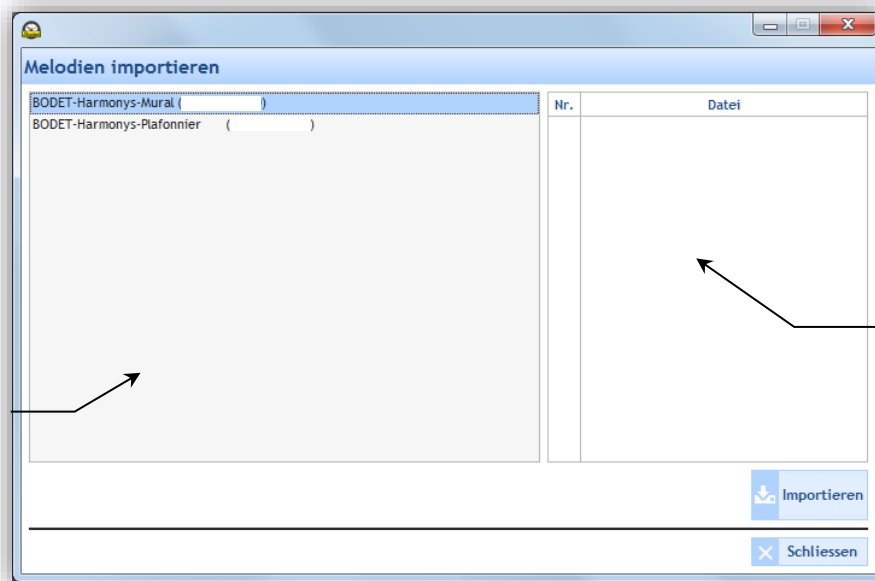 Melodien importieren
BODET-Harmonys-Mural ( )
BODET-Harmonys-Plafonnier ( )
Nr. Datei
Importieren
Schliessen